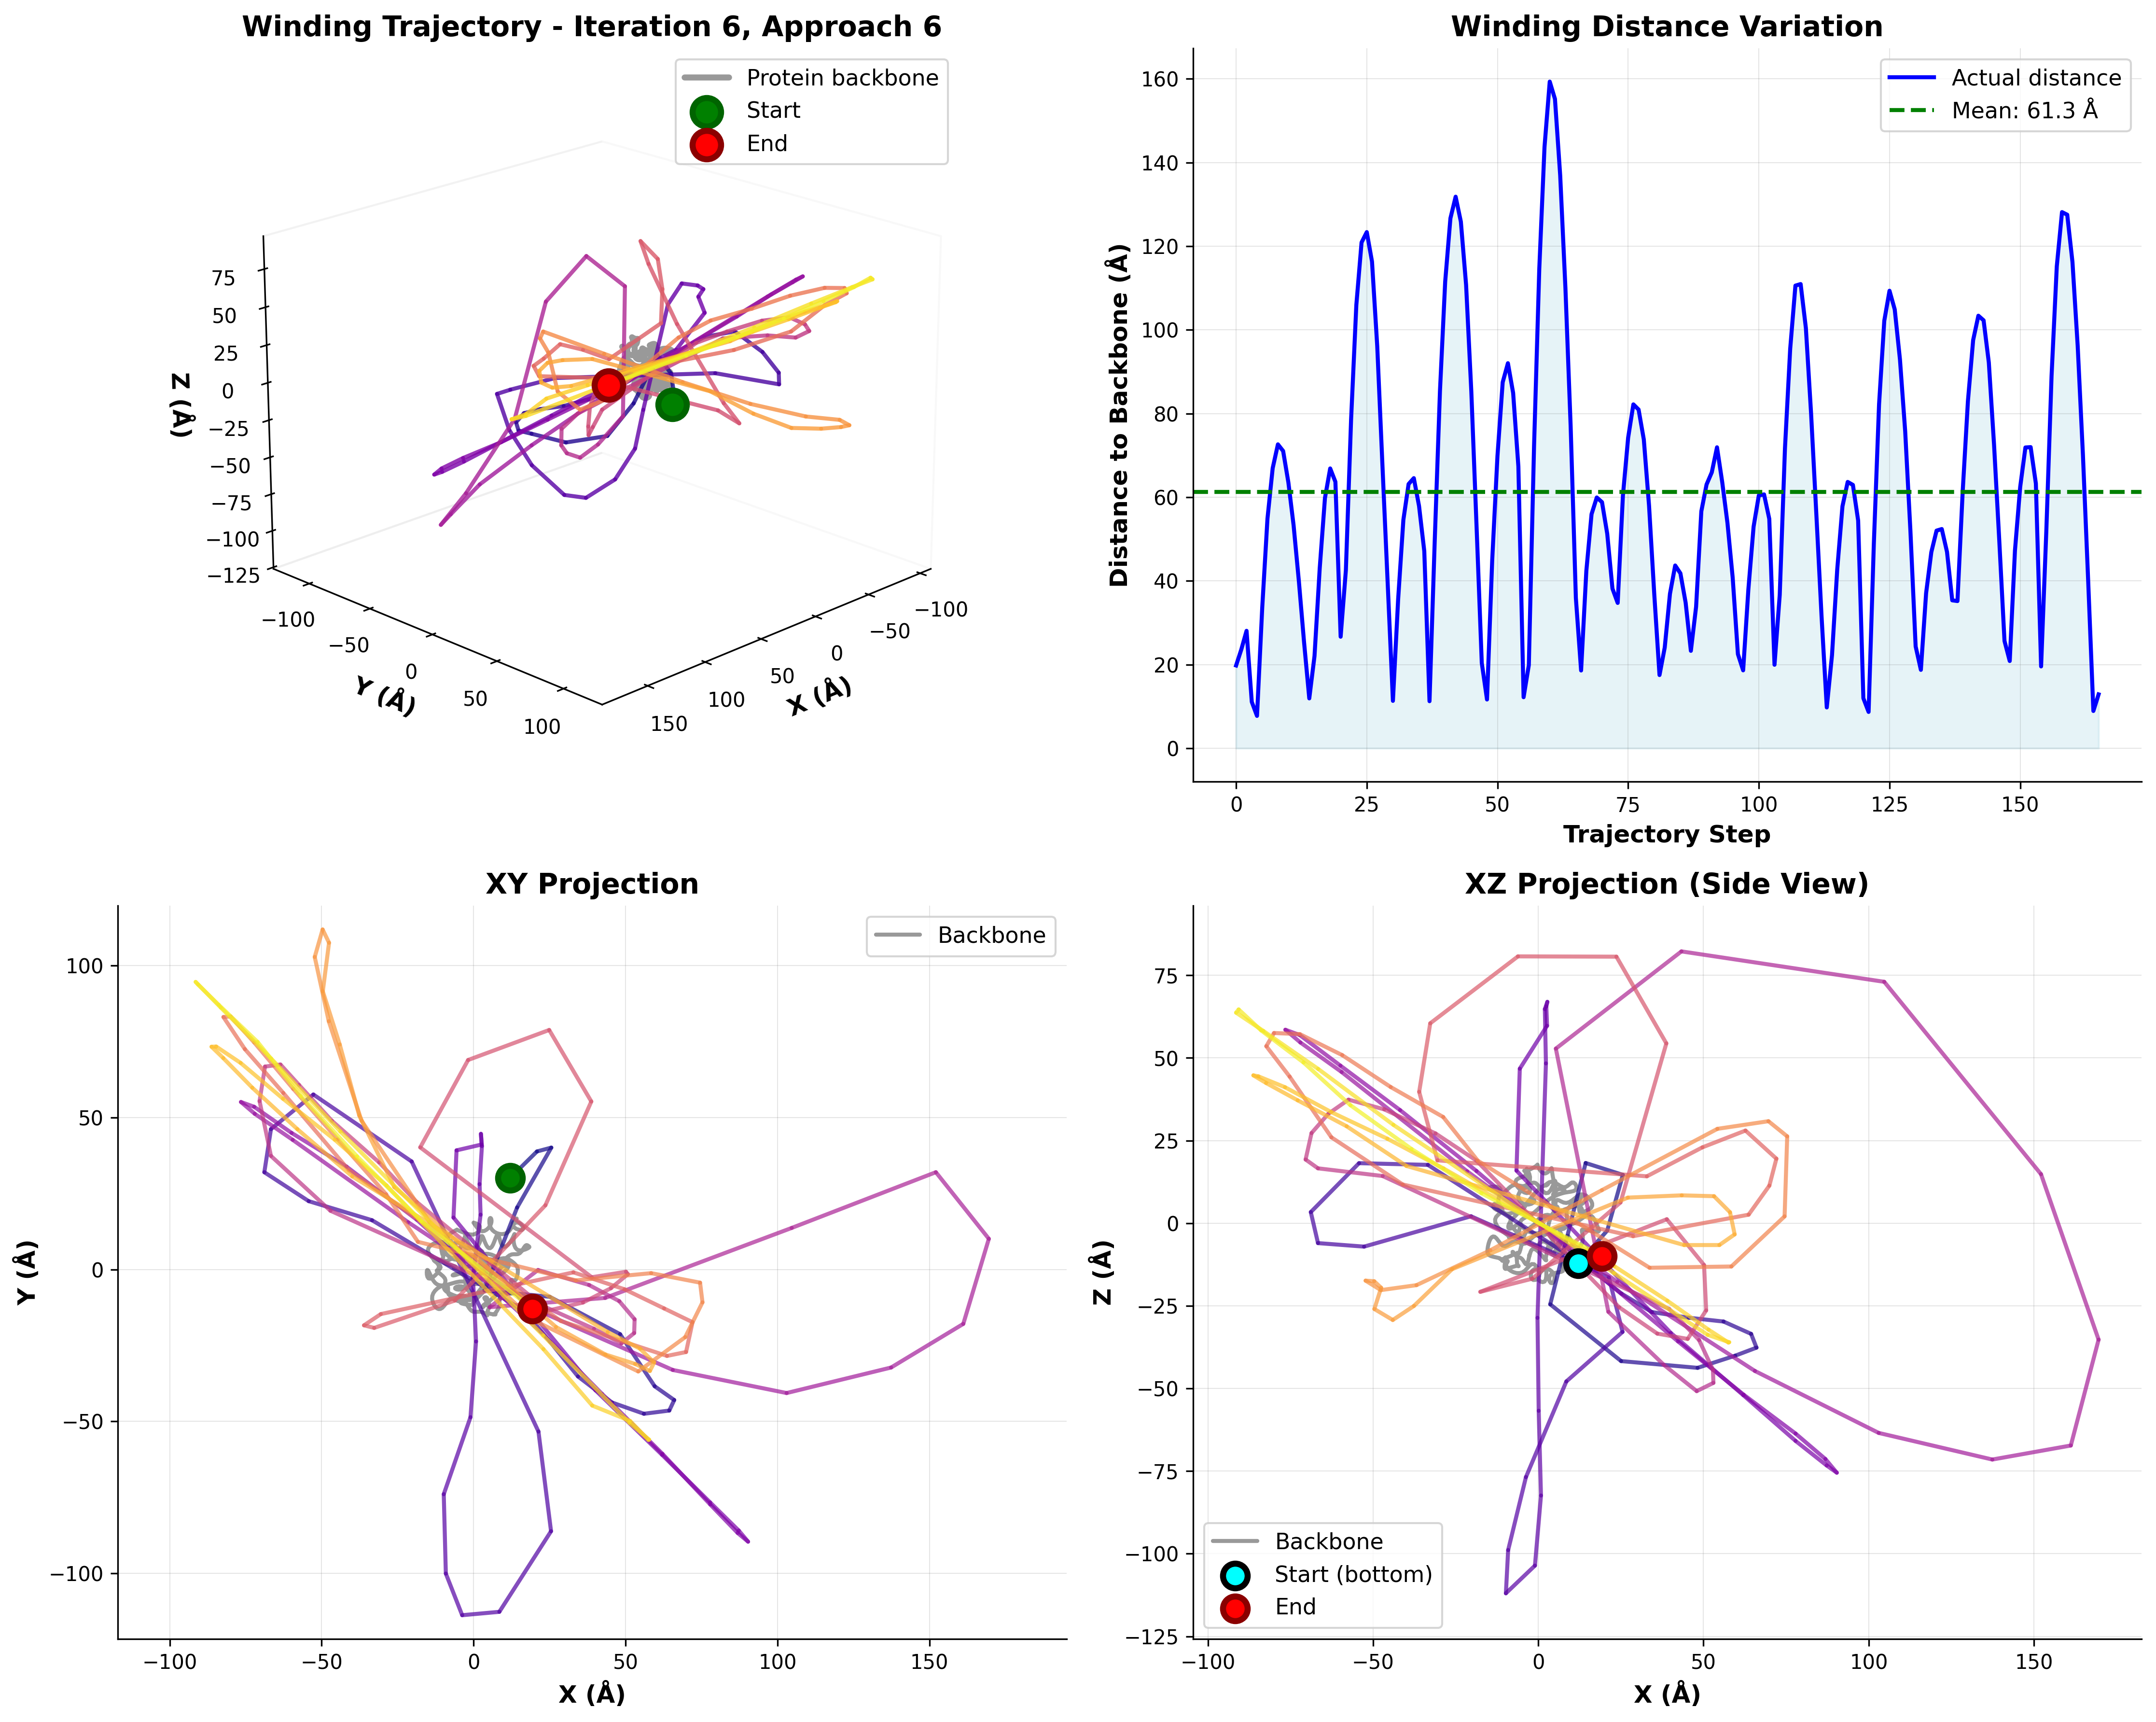 Winding Trajectory - Iteration 6, Approach 6
Protein backbone
Start
End
75
50
25
0
−25
−50
−75
−100
−125
Z (Å)
−100
−50
0
50
100
Y (Å)
150
100
50
0
−50
−100
X (Å)
Winding Distance Variation
Actual distance
Mean: 61.3 Å
160
140
120
100
80
60
40
20
0
Distance to Backbone (Å)
0 25 50 75 100 125 150
Trajectory Step
XY Projection
Backbone
100
50
0
−50
−100
Y (Å)
−100 −50 0 50 100 150
X (Å)
XZ Projection (Side View)
75
50
25
0
−25
−50
−75
−100
−125
Z (Å)
Backbone
Start (bottom)
End
−100 −50 0 50 100 150
X (Å)